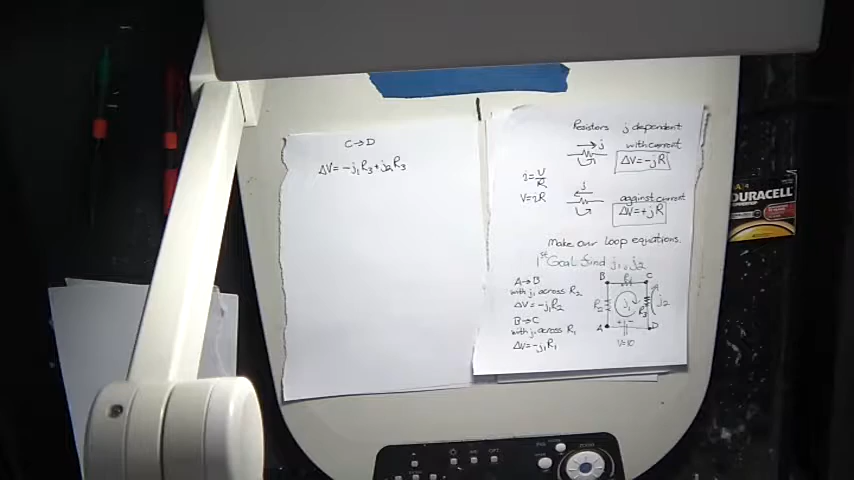 C→D
ΔV = -j₁R₃ + j₂R₃
Resistors j dependent
→ j
with current
ΔV = -jR
i = V/R
V = iR
j
against current
ΔV = +jR
Make our loop equations.
1st Goal find j₁, j₂
A→B
with j₁ across R₂
ΔV = -j₁R₂
B→C
with j₁ across R₁
ΔV = -j₁R₁
B R₁ C
R₂ j₁ R₃ j₂
A + - D
V=10
DURACELL